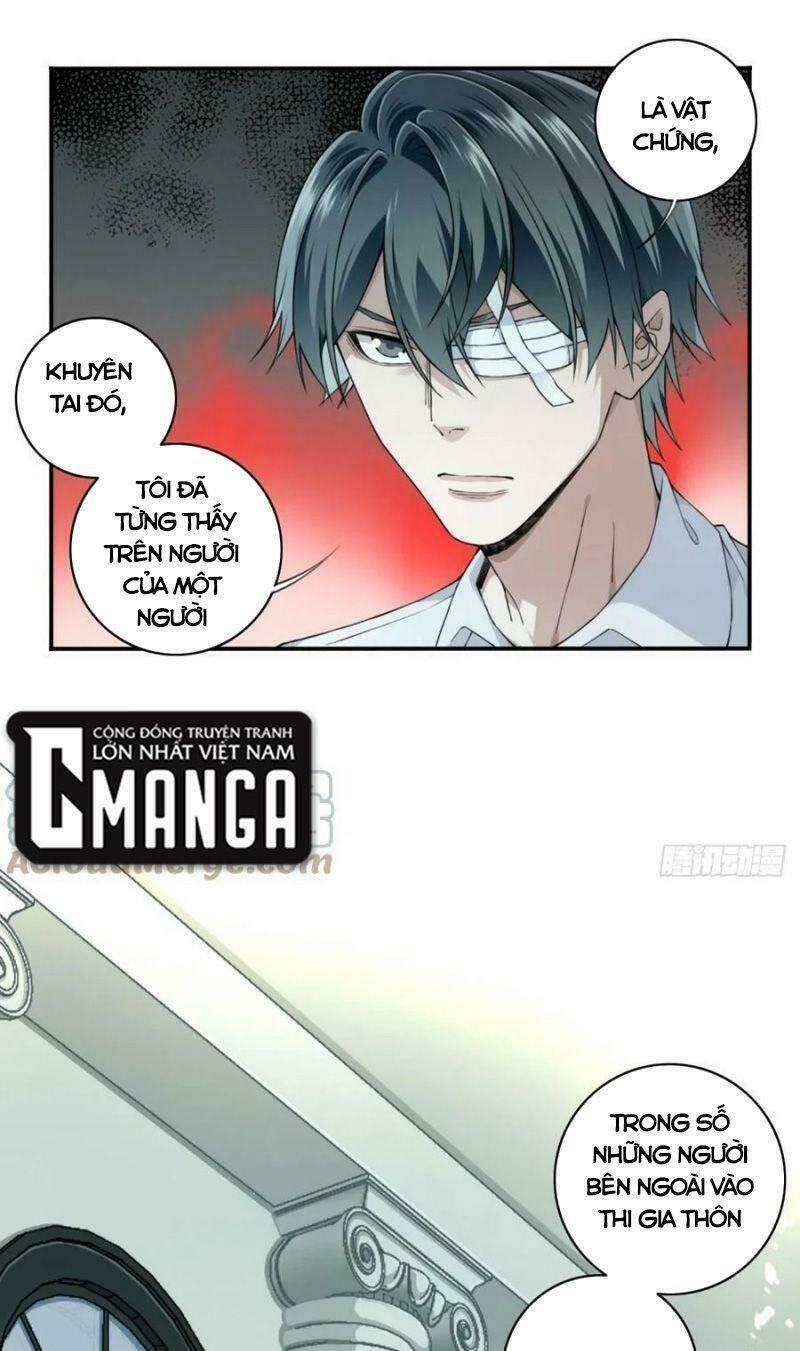 LÀ VẬT
CHỨNG,
KHUYÊN
TAI ĐÓ,
TÔI ĐÃ
TỪNG THẤY
TRÊN NGƯỜI
CỦA MỘT
NGƯỜI
CỘNG ĐỒNG TRUYỆN TRANH
LỚN NHẤT VIỆT NAM
CMANGA
腾讯动漫
TRONG SỐ
NHỮNG NGƯỜI
BÊN NGOÀI VÀO
THI GIA THÔN